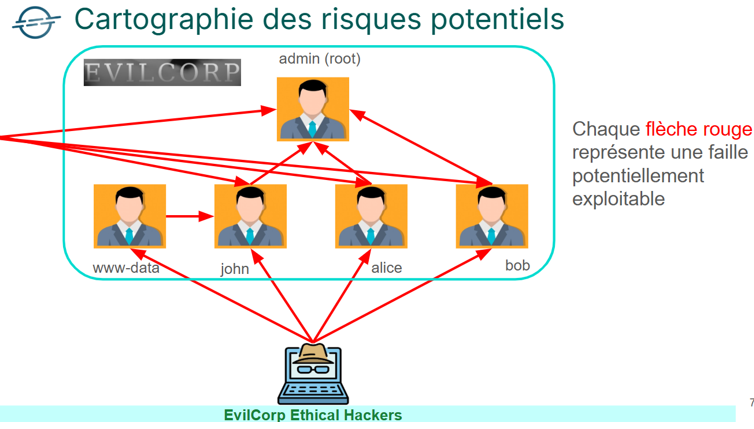 Cartographie des risques potentiels
EVILCORP
admin (root)
Chaque flèche rouge
représente une faille
potentiellement
exploitable
www-data
john
alice
bob
EvilCorp Ethical Hackers
7